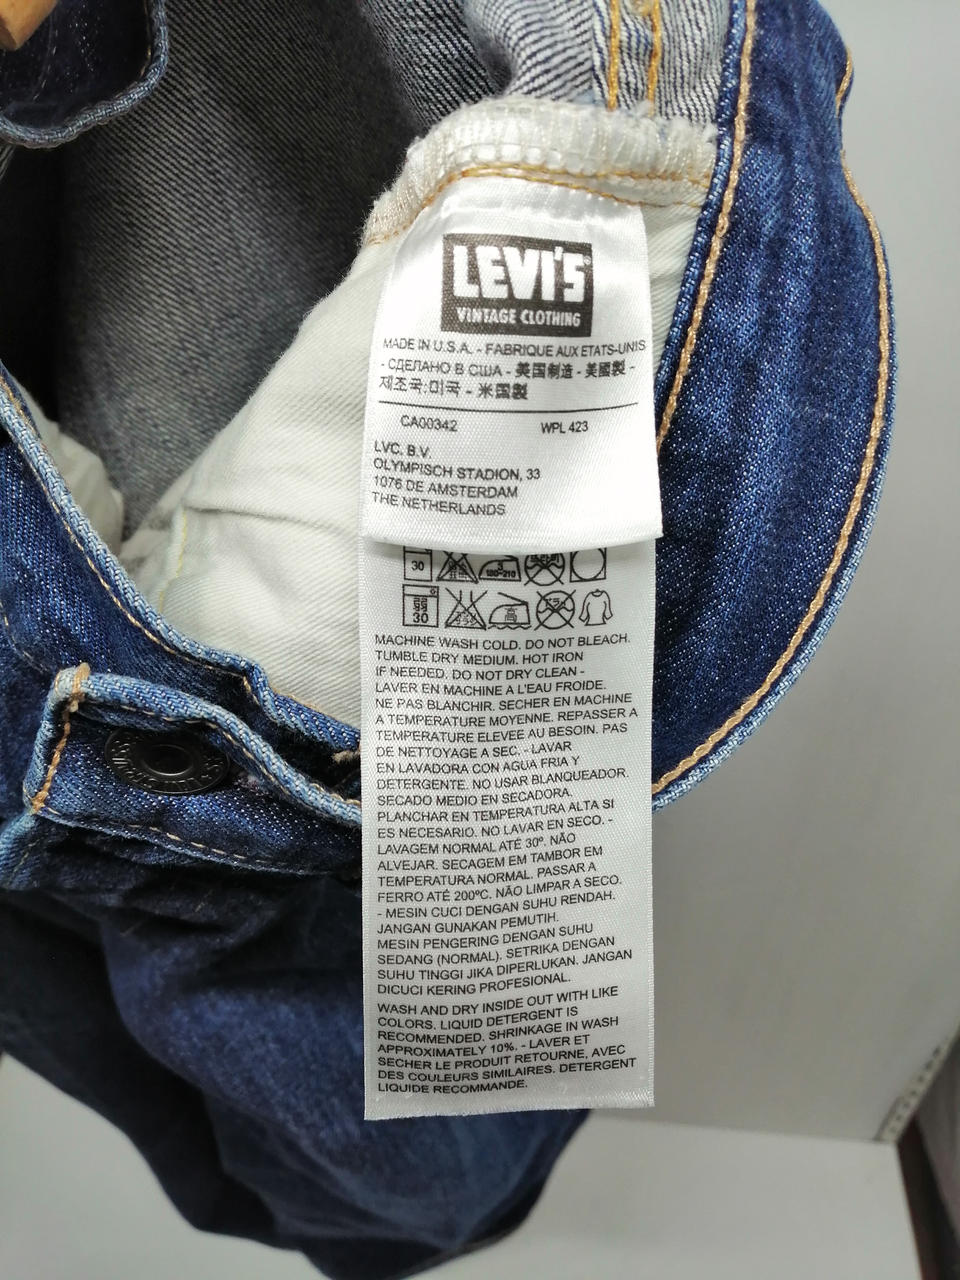 LEVI'S
VINTAGE CLOTHING
MADE IN U.S.A. - FABRIQUE AUX ETATS-UNIS
- СДЕЛАНО В США - 美国制造 - 美國製 -
제조국:미국 - 米国製
CA00342 WPL 423
LVC. B.V.
OLYMPISCH STADION, 33
1076 DE AMSTERDAM
THE NETHERLANDS
30
30 高
MACHINE WASH COLD. DO NOT BLEACH.
TUMBLE DRY MEDIUM. HOT IRON
IF NEEDED. DO NOT DRY CLEAN -
LAVER EN MACHINE A L'EAU FROIDE.
NE PAS BLANCHIR. SECHER EN MACHINE
A TEMPERATURE MOYENNE. REPASSER A
TEMPERATURE ELEVEE AU BESOIN. PAS
DE NETTOYAGE A SEC. - LAVAR
EN LAVADORA CON AGUA FRIA Y
DETERGENTE. NO USAR BLANQUEADOR.
SECADO MEDIO EN SECADORA.
PLANCHAR EN TEMPERATURA ALTA SI
ES NECESARIO. NO LAVAR EN SECO. -
LAVAGEM NORMAL ATÉ 30º. NÃO
ALVEJAR. SECAGEM EM TAMBOR EM
TEMPERATURA NORMAL. PASSAR A
FERRO ATÉ 200ºC. NÃO LIMPAR A SECO.
- MESIN CUCI DENGAN SUHU RENDAH.
JANGAN GUNAKAN PEMUTIH.
MESIN PENGERING DENGAN SUHU
SEDANG (NORMAL). SETRIKA DENGAN
SUHU TINGGI JIKA DIPERLUKAN. JANGAN
DICUCI KERING PROFESIONAL.
WASH AND DRY INSIDE OUT WITH LIKE
COLORS. LIQUID DETERGENT IS
RECOMMENDED. SHRINKAGE IN WASH
APPROXIMATELY 10%. - LAVER ET
SECHER LE PRODUIT RETOURNE, AVEC
DES COULEURS SIMILAIRES. DETERGENT
LIQUIDE RECOMMANDE.